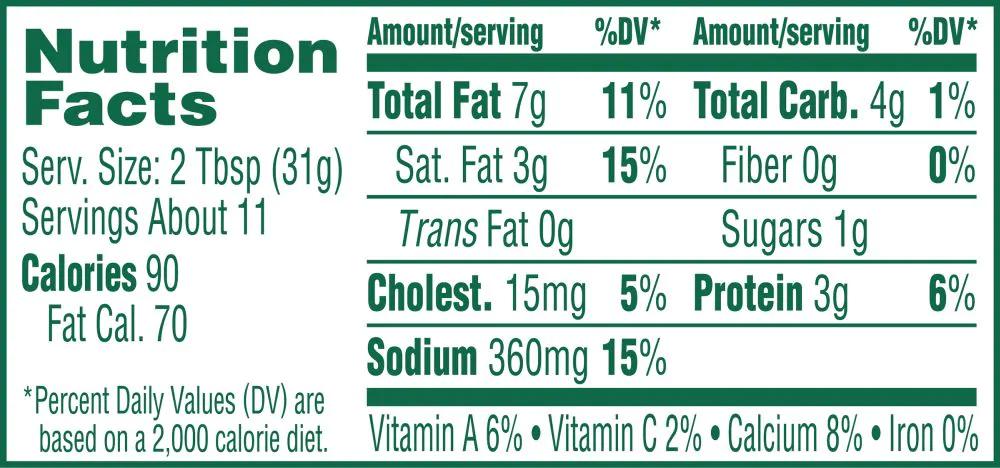 Nutrition
Facts
Serv. Size: 2 Tbsp (31g)
Servings About 11
Calories 90
Fat Cal. 70
*Percent Daily Values (DV) are
based on a 2,000 calorie diet.
Amount/serving %DV* Amount/serving %DV*
Total Fat 7g 11% Total Carb. 4g 1%
Sat. Fat 3g 15% Fiber 0g 0%
Trans Fat 0g Sugars 1g
Cholest. 15mg 5% Protein 3g 6%
Sodium 360mg 15%
Vitamin A 6% • Vitamin C 2% • Calcium 8% • Iron 0%